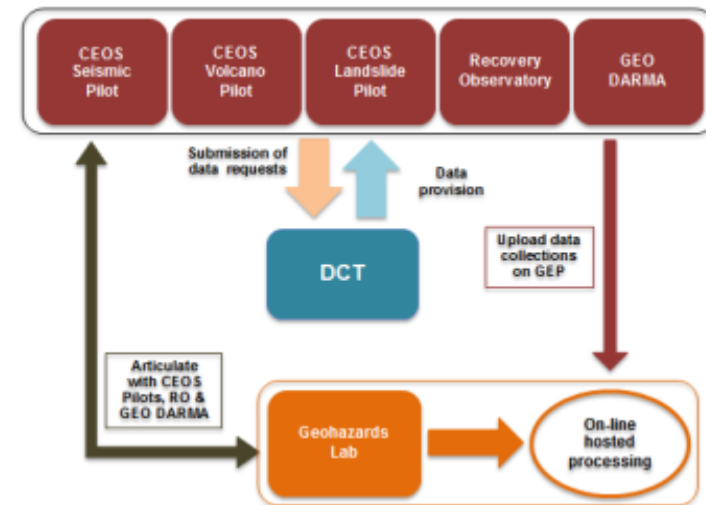 CEOS
Seismic
Pilot
CEOS
Volcano
Pilot
CEOS
Landslide
Pilot
Recovery
Observatory
GEO
DARMA
Submission of
data requests
Data
provision
DCT
Upload data
collections
on GEP
Articulate
with CEOS
Pilots, RO &
GEO DARMA
Geohazards
Lab
On-line
hosted
processing